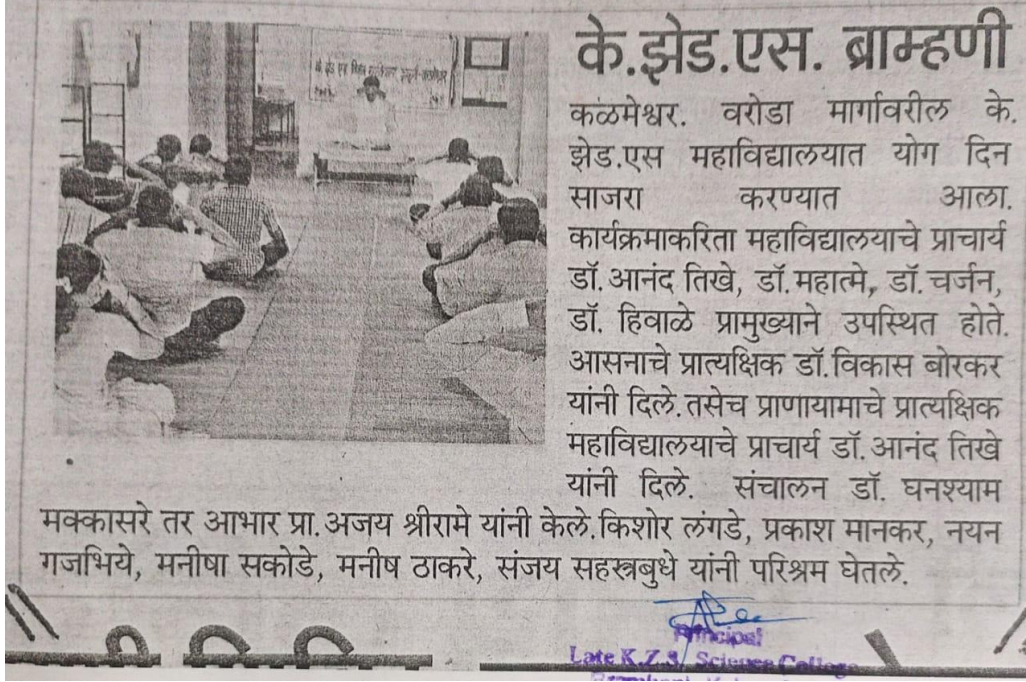 के.झेड.एस. ब्राम्हणी
कळमेश्वर. वरोडा मार्गावरील के.
झेड.एस महाविद्यालयात योग दिन
साजरा करण्यात आला.
कार्यक्रमाकरिता महाविद्यालयाचे प्राचार्य
डॉ. आनंद तिखे, डॉ. महात्मे, डॉ. चर्जन,
डॉ. हिवाळे प्रामुख्याने उपस्थित होते.
आसनाचे प्रात्यक्षिक डॉ. विकास बोरकर
यांनी दिले. तसेच प्राणायामाचे प्रात्यक्षिक
महाविद्यालयाचे प्राचार्य डॉ. आनंद तिखे
यांनी दिले. संचालन डॉ. घनश्याम
मक्कासरे तर आभार प्रा. अजय श्रीरामे यांनी केले. किशोर लंगडे, प्रकाश मानकर, नयन
गजभिये, मनीषा सकोडे, मनीष ठाकरे, संजय सहस्त्रबुधे यांनी परिश्रम घेतले.
Principal
Late K.Z.S. Science College